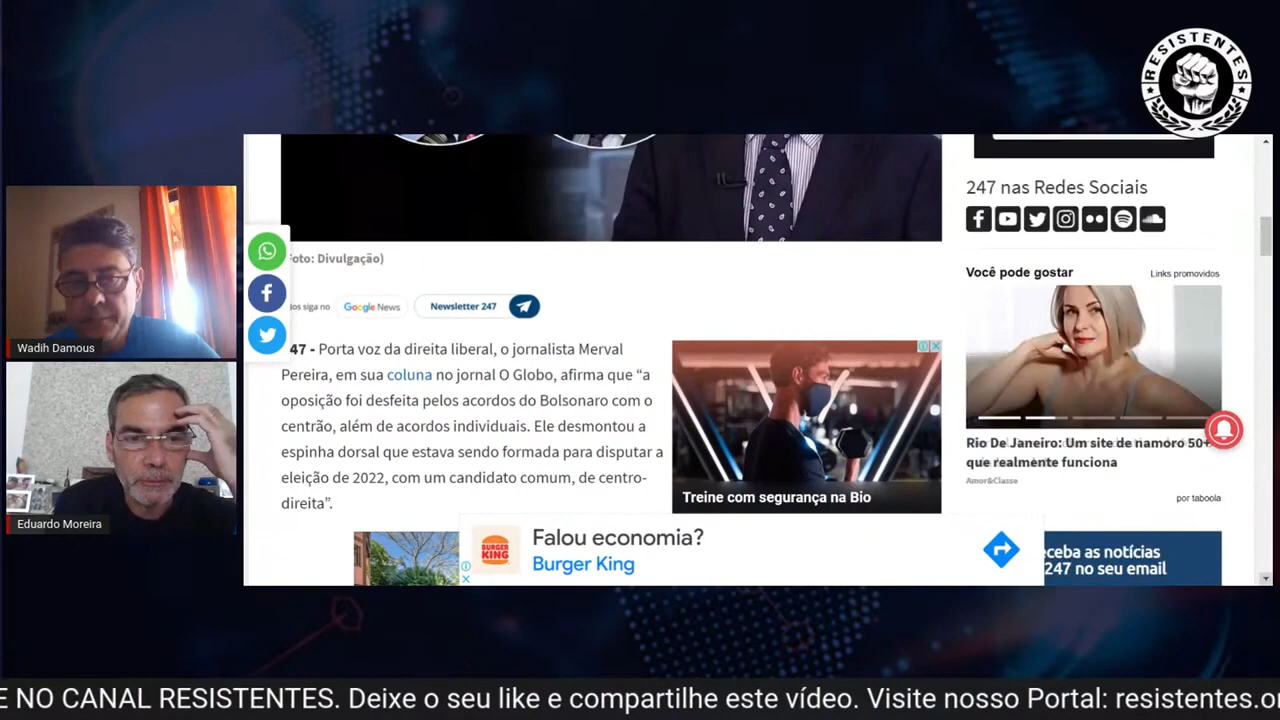 RESISTENTES
247 nas Redes Sociais
Foto: Divulgação)
Nos siga no
Google News
Newsletter 247
Você pode gostar
Links promovidos
Wadih Damous
Eduardo Moreira
47 - Porta voz da direita liberal, o jornalista Merval
Pereira, em sua coluna no jornal O Globo, afirma que “a
oposição foi desfeita pelos acordos do Bolsonaro com o
centrão, além de acordos individuais. Ele desmontou a
espinha dorsal que estava sendo formada para disputar a
eleição de 2022, com um candidato comum, de centro-
direita”.
Treine com segurança na Bio
Rio De Janeiro: Um site de namoro 50+
que realmente funciona
Amor&Classe
por taboola
BURGER
KING
Falou economia?
Burger King
eceba as notícias
247 no seu email
E NO CANAL RESISTENTES. Deixe o seu like e compartilhe este vídeo. Visite nosso Portal: resistentes.o